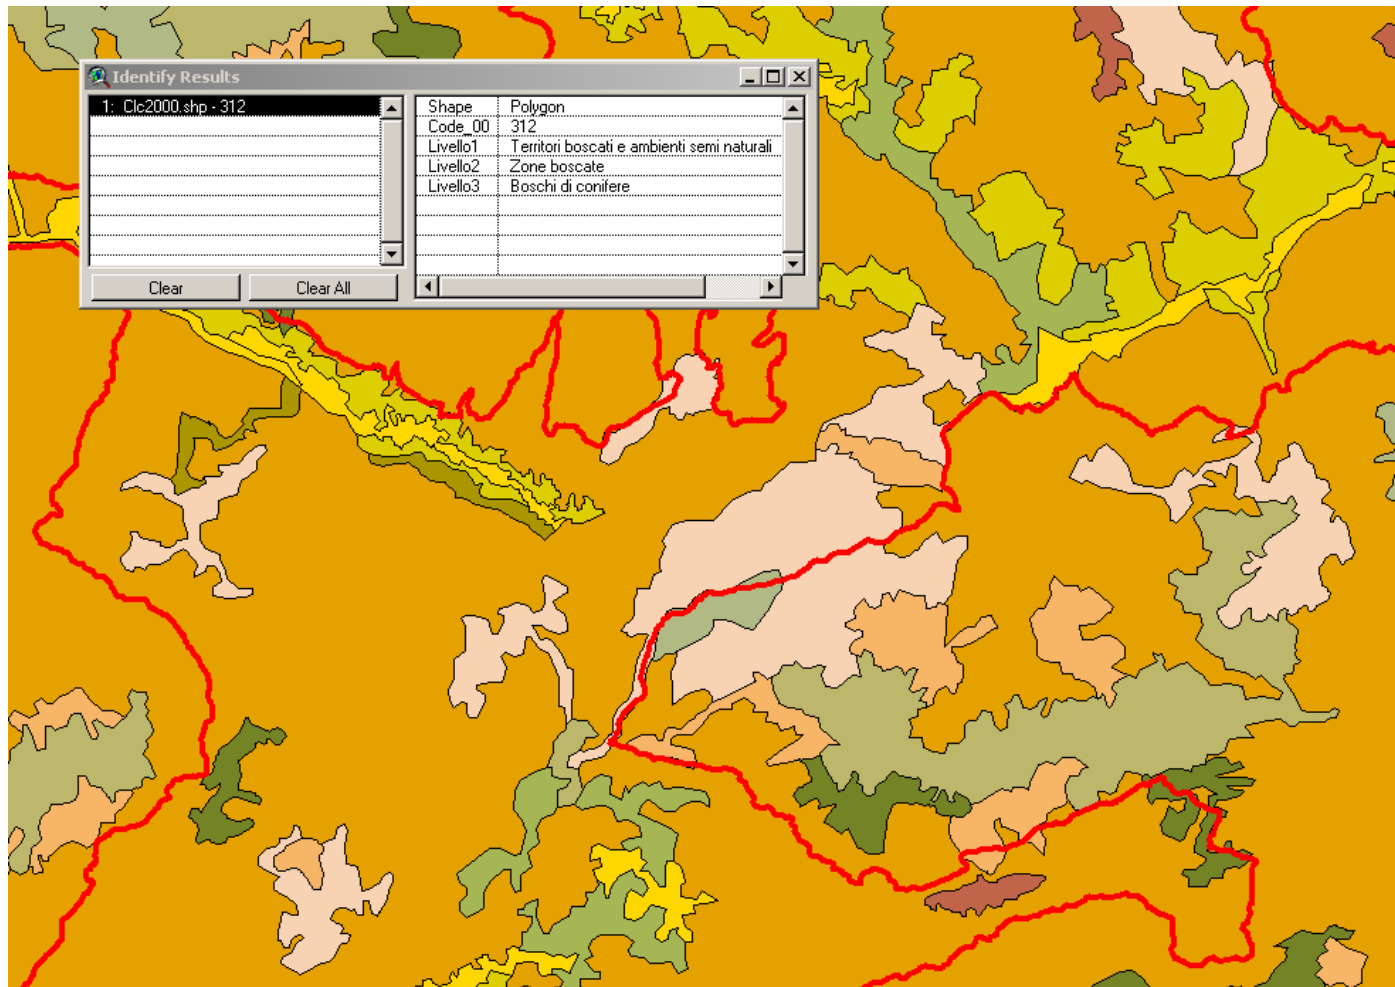 Identify Results
1: Clc2000.shp - 312
Shape Polygon
Code_00 312
Livello1 Territori boscati e ambienti semi naturali
Livello2 Zone boscate
Livello3 Boschi di conifere
Clear Clear All